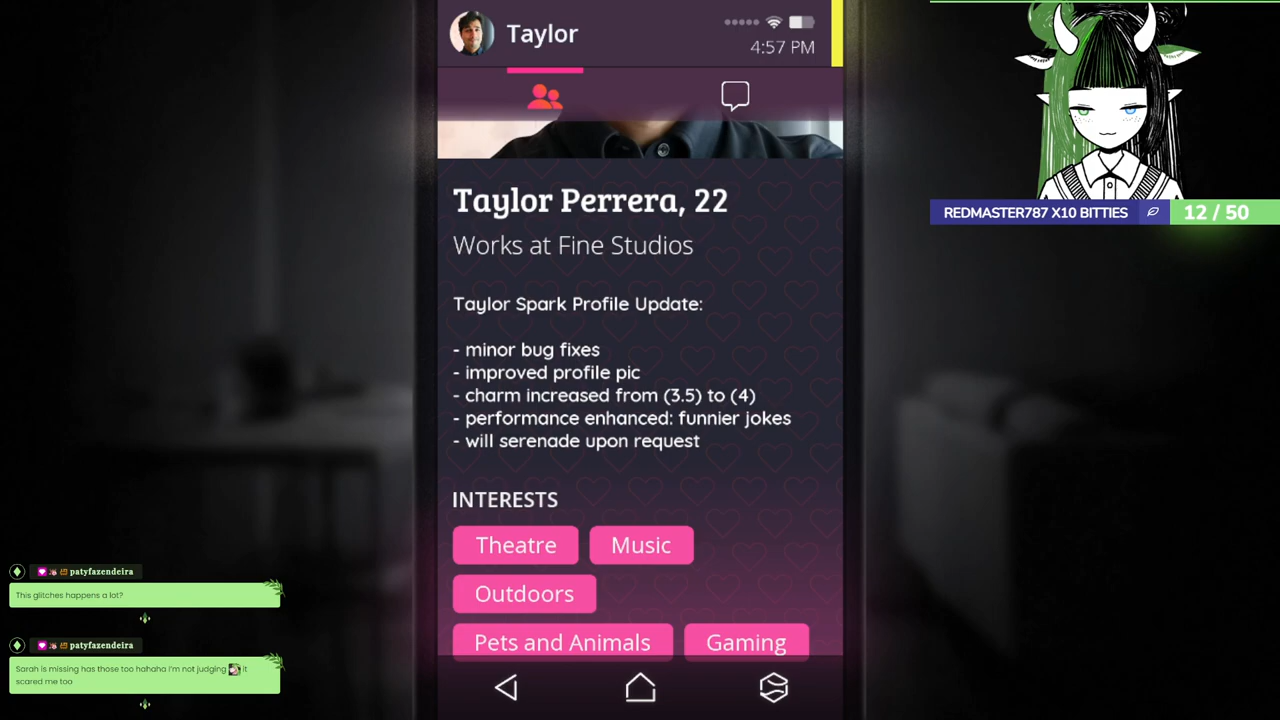 Taylor
4:57 PM
REDMASTER787 X10 BITTIES
12 / 50
Taylor Perrera, 22
Works at Fine Studios
Taylor Spark Profile Update:
- minor bug fixes
- improved profile pic
- charm increased from (3.5) to (4)
- performance enhanced: funnier jokes
- will serenade upon request
INTERESTS
Theatre
Music
Outdoors
Pets and Animals
Gaming
patyfazendeira
This glitches happens a lot?
patyfazendeira
Sarah is missing has those too hahaha I'm not judging it
scared me too